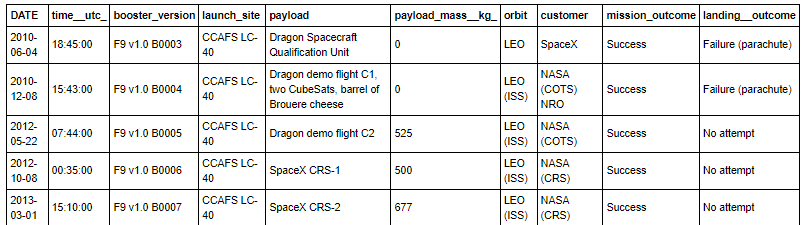 DATE time__utc_ booster_version launch_site payload payload_mass__kg_ orbit customer mission_outcome landing__outcome
2010-06-04 18:45:00 F9 v1.0 B0003 CCAFS LC-40 Dragon Spacecraft Qualification Unit 0 LEO SpaceX Success Failure (parachute)
2010-12-08 15:43:00 F9 v1.0 B0004 CCAFS LC-40 Dragon demo flight C1, two CubeSats, barrel of Brouere cheese 0 LEO (ISS) NASA (COTS) NRO Success Failure (parachute)
2012-05-22 07:44:00 F9 v1.0 B0005 CCAFS LC-40 Dragon demo flight C2 525 LEO (ISS) NASA (COTS) Success No attempt
2012-10-08 00:35:00 F9 v1.0 B0006 CCAFS LC-40 SpaceX CRS-1 500 LEO (ISS) NASA (CRS) Success No attempt
2013-03-01 15:10:00 F9 v1.0 B0007 CCAFS LC-40 SpaceX CRS-2 677 LEO (ISS) NASA (CRS) Success No attempt